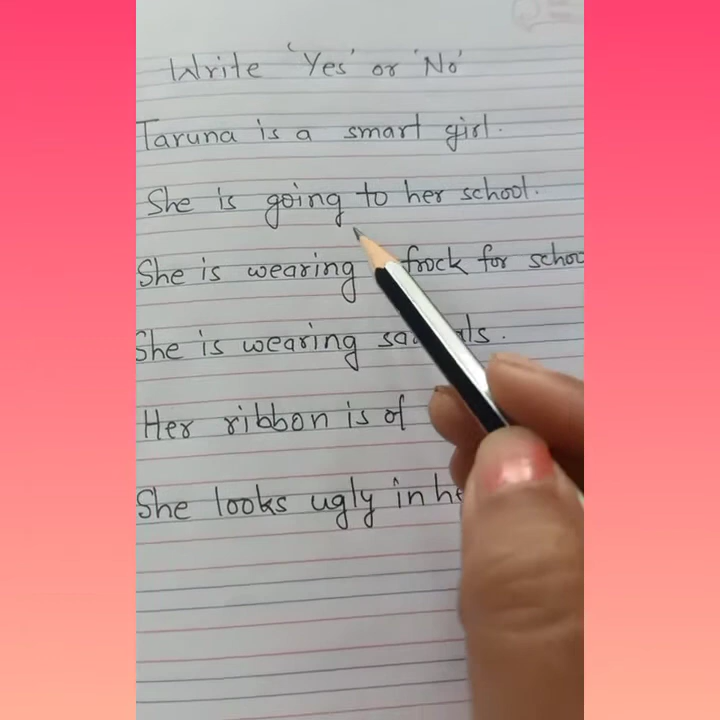 Write 'Yes' or 'No'
Taruna is a smart girl.
She is going to her school.
She is wearing frock for
She is wearing
Her ribbon is of
She looks ugly in